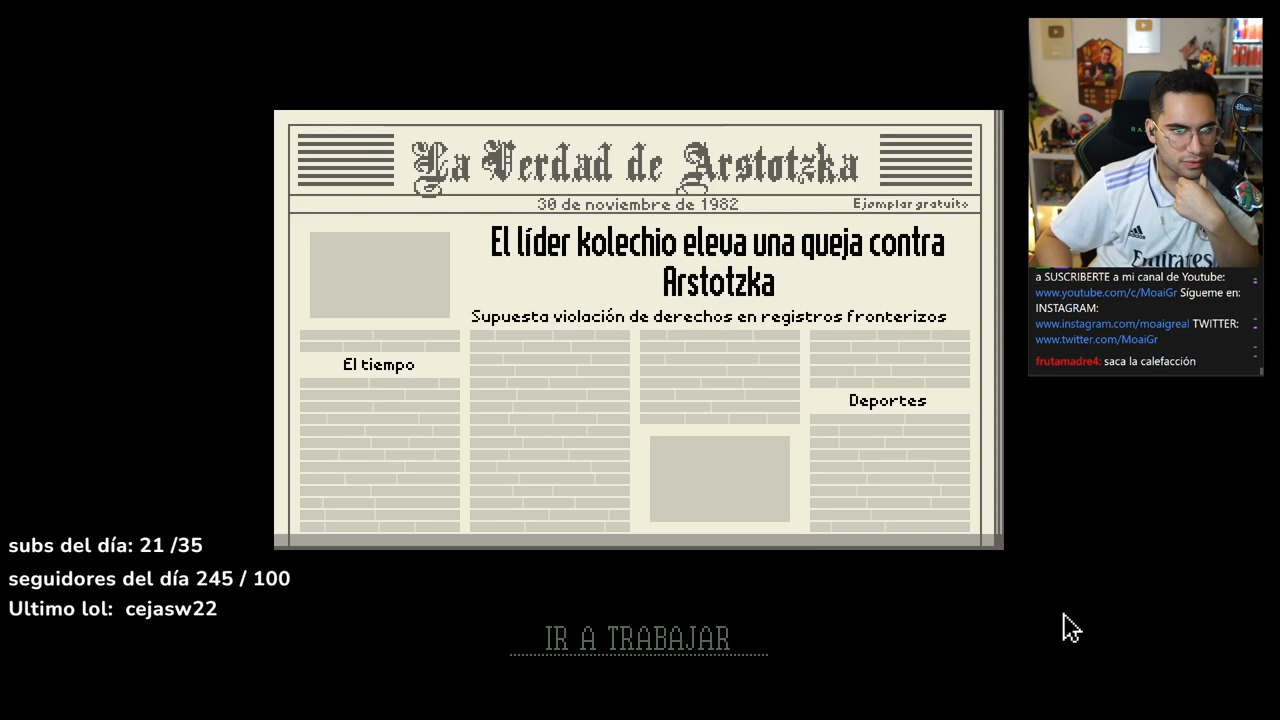 La Verdad de Arstotzka
30 de noviembre de 1982
Ejemplar gratuito
El líder kolechio eleva una queja contra
Arstotzka
Supuesta violación de derechos en registros fronterizos
El tiempo
Deportes
IR A TRABAJAR
subs del día: 21 /35
seguidores del día 245 / 100
Ultimo lol: cejasw22
Emirates
a SUSCRIBERTE a mi canal de Youtube:
www.youtube.com/c/MoaiGr Sígueme en:
INSTAGRAM:
www.instagram.com/moaigreal TWITTER:
www.twitter.com/MoaiGr
frutamadre4: saca la calefacción